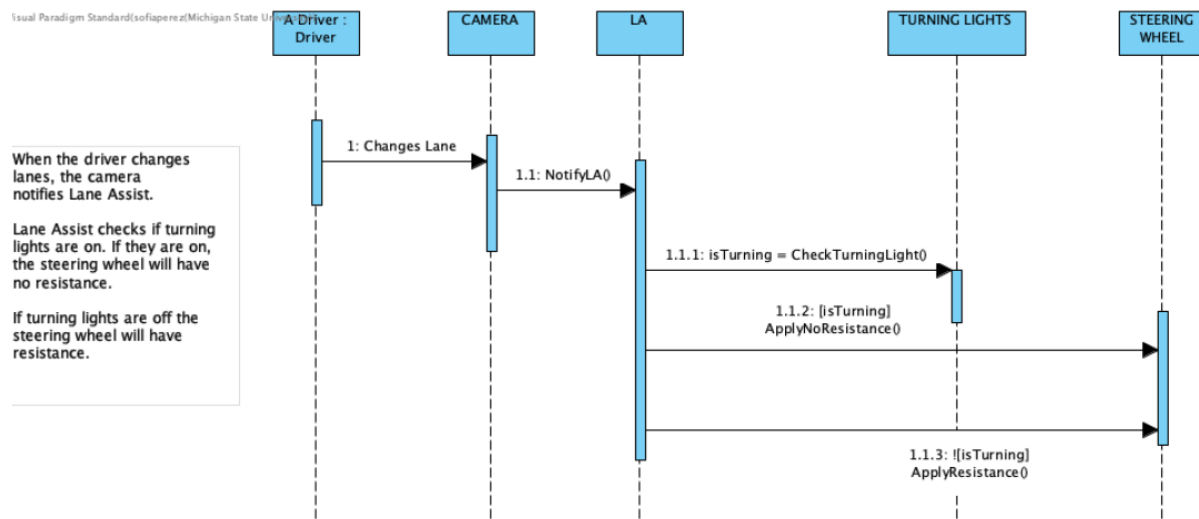 isual Paradigm Standard(sofiaperez(Michigan State
Driver :
Driver
CAMERA
LA
TURNING LIGHTS
STEERING
WHEEL
When the driver changes
lanes, the camera
notifies Lane Assist.
Lane Assist checks if turning
lights are on. If they are on,
the steering wheel will have
no resistance.
If turning lights are off the
steering wheel will have
resistance.
1: Changes Lane
1.1: NotifyLA()
1.1.1: isTurning = CheckTurningLight()
1.1.2: [isTurning]
ApplyNoResistance()
1.1.3: ![isTurning]
ApplyResistance()